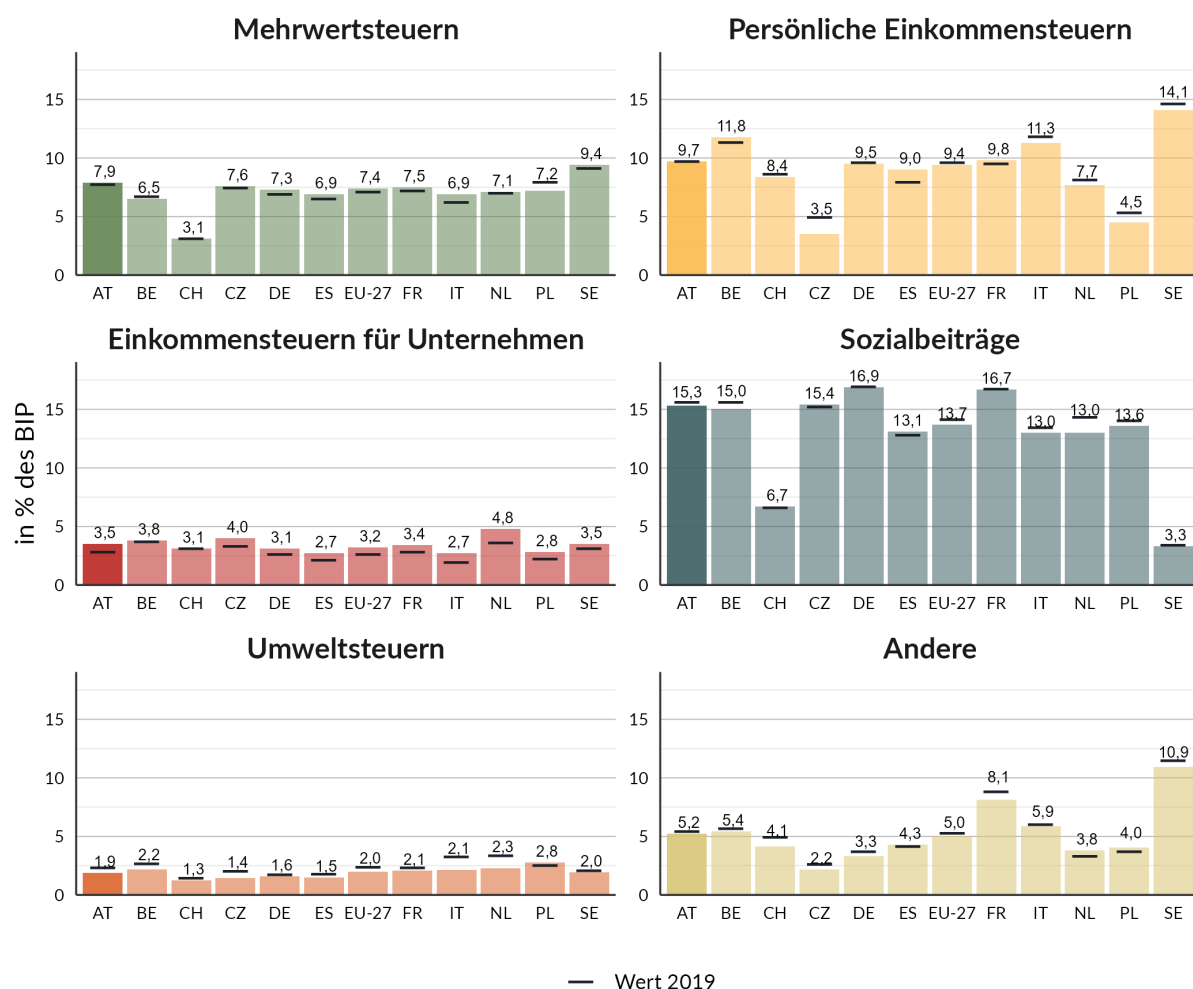 Mehrwertsteuern
15
10
5
0
7,9 6,5 3,1 7,6 7,3 6,9 7,4 7,5 6,9 7,1 7,2 9,4
AT BE CH CZ DE ES EU-27 FR IT NL PL SE
Persönliche Einkommensteuern
15
10
5
0
9,7 11,8 8,4 3,5 9,5 9,0 9,4 9,8 11,3 7,7 4,5 14,1
AT BE CH CZ DE ES EU-27 FR IT NL PL SE
in % des BIP
Einkommensteuern für Unternehmen
15
10
5
0
3,5 3,8 3,1 4,0 3,1 2,7 3,2 3,4 2,7 4,8 2,8 3,5
AT BE CH CZ DE ES EU-27 FR IT NL PL SE
Sozialbeiträge
15
10
5
0
15,3 15,0 6,7 15,4 16,9 13,1 13,7 16,7 13,0 13,0 13,6 3,3
AT BE CH CZ DE ES EU-27 FR IT NL PL SE
Umweltsteuern
15
10
5
0
1,9 2,2 1,3 1,4 1,6 1,5 2,0 2,1 2,1 2,3 2,8 2,0
AT BE CH CZ DE ES EU-27 FR IT NL PL SE
Andere
15
10
5
0
5,2 5,4 4,1 2,2 3,3 4,3 5,0 8,1 5,9 3,8 4,0 10,9
AT BE CH CZ DE ES EU-27 FR IT NL PL SE
Wert 2019